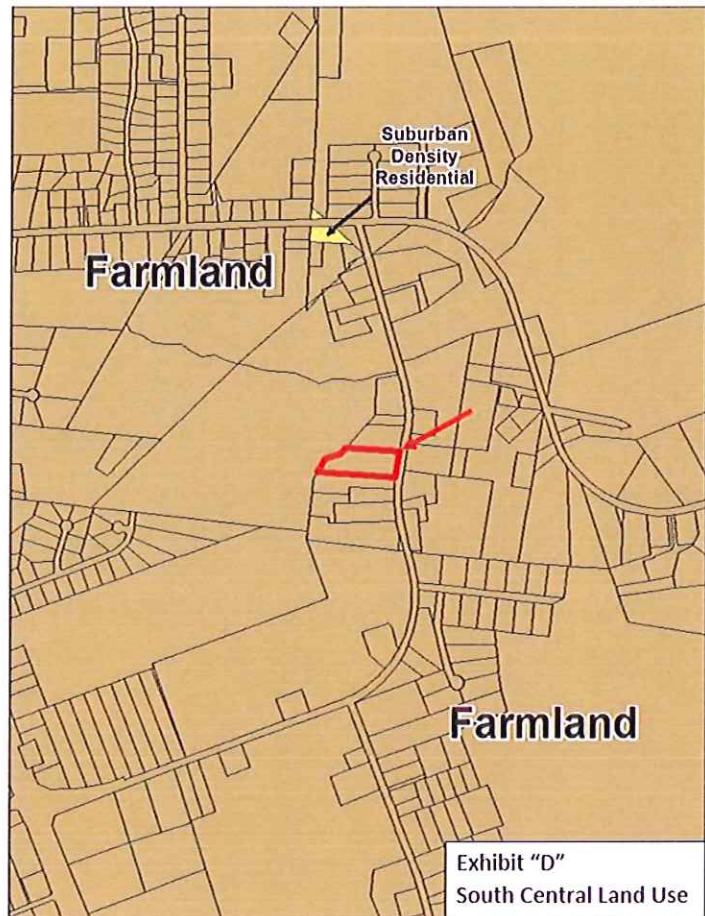 Suburban
Density
Residential
Farmland
Farmland
Exhibit “D”
South Central Land Use